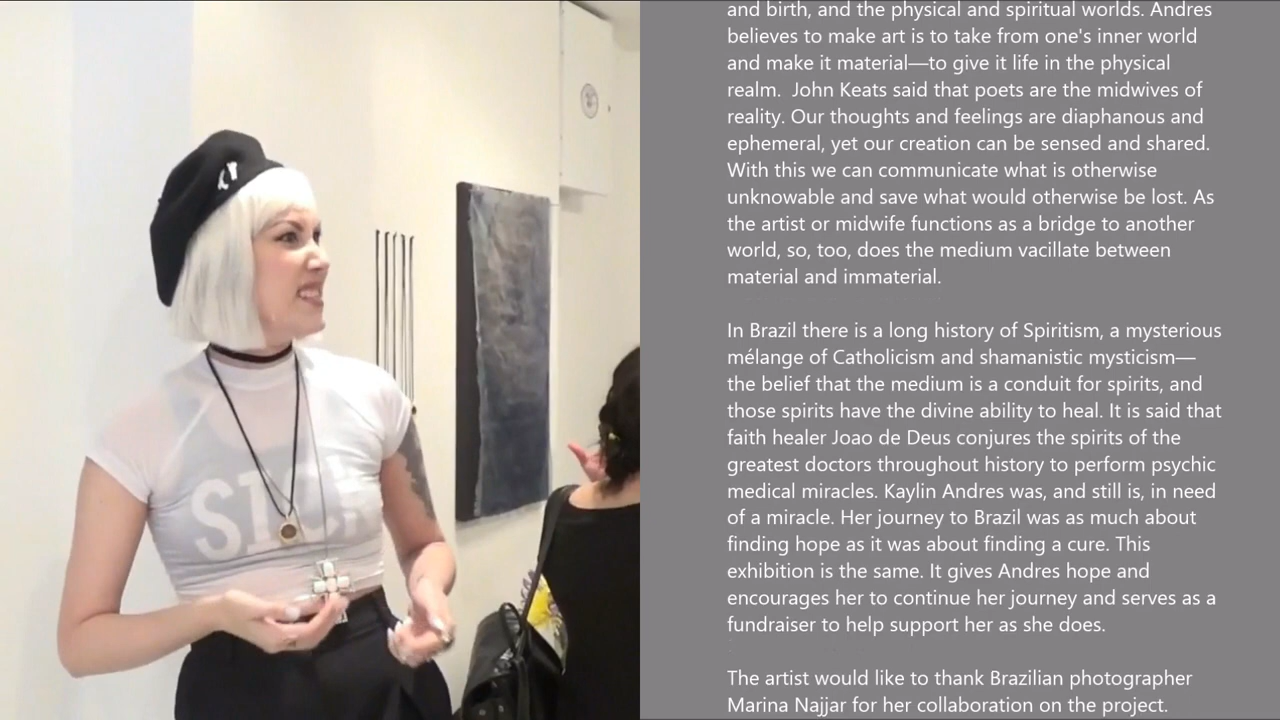 SICK
and birth, and the physical and spiritual worlds. Andres
believes to make art is to take from one's inner world
and make it material—to give it life in the physical
realm.  John Keats said that poets are the midwives of
reality. Our thoughts and feelings are diaphanous and
ephemeral, yet our creation can be sensed and shared.
With this we can communicate what is otherwise
unknowable and save what would otherwise be lost. As
the artist or midwife functions as a bridge to another
world, so, too, does the medium vacillate between
material and immaterial.
In Brazil there is a long history of Spiritism, a mysterious
mélange of Catholicism and shamanistic mysticism—
the belief that the medium is a conduit for spirits, and
those spirits have the divine ability to heal. It is said that
faith healer Joao de Deus conjures the spirits of the
greatest doctors throughout history to perform psychic
medical miracles. Kaylin Andres was, and still is, in need
of a miracle. Her journey to Brazil was as much about
finding hope as it was about finding a cure. This
exhibition is the same. It gives Andres hope and
encourages her to continue her journey and serves as a
fundraiser to help support her as she does.
The artist would like to thank Brazilian photographer
Marina Najjar for her collaboration on the project.